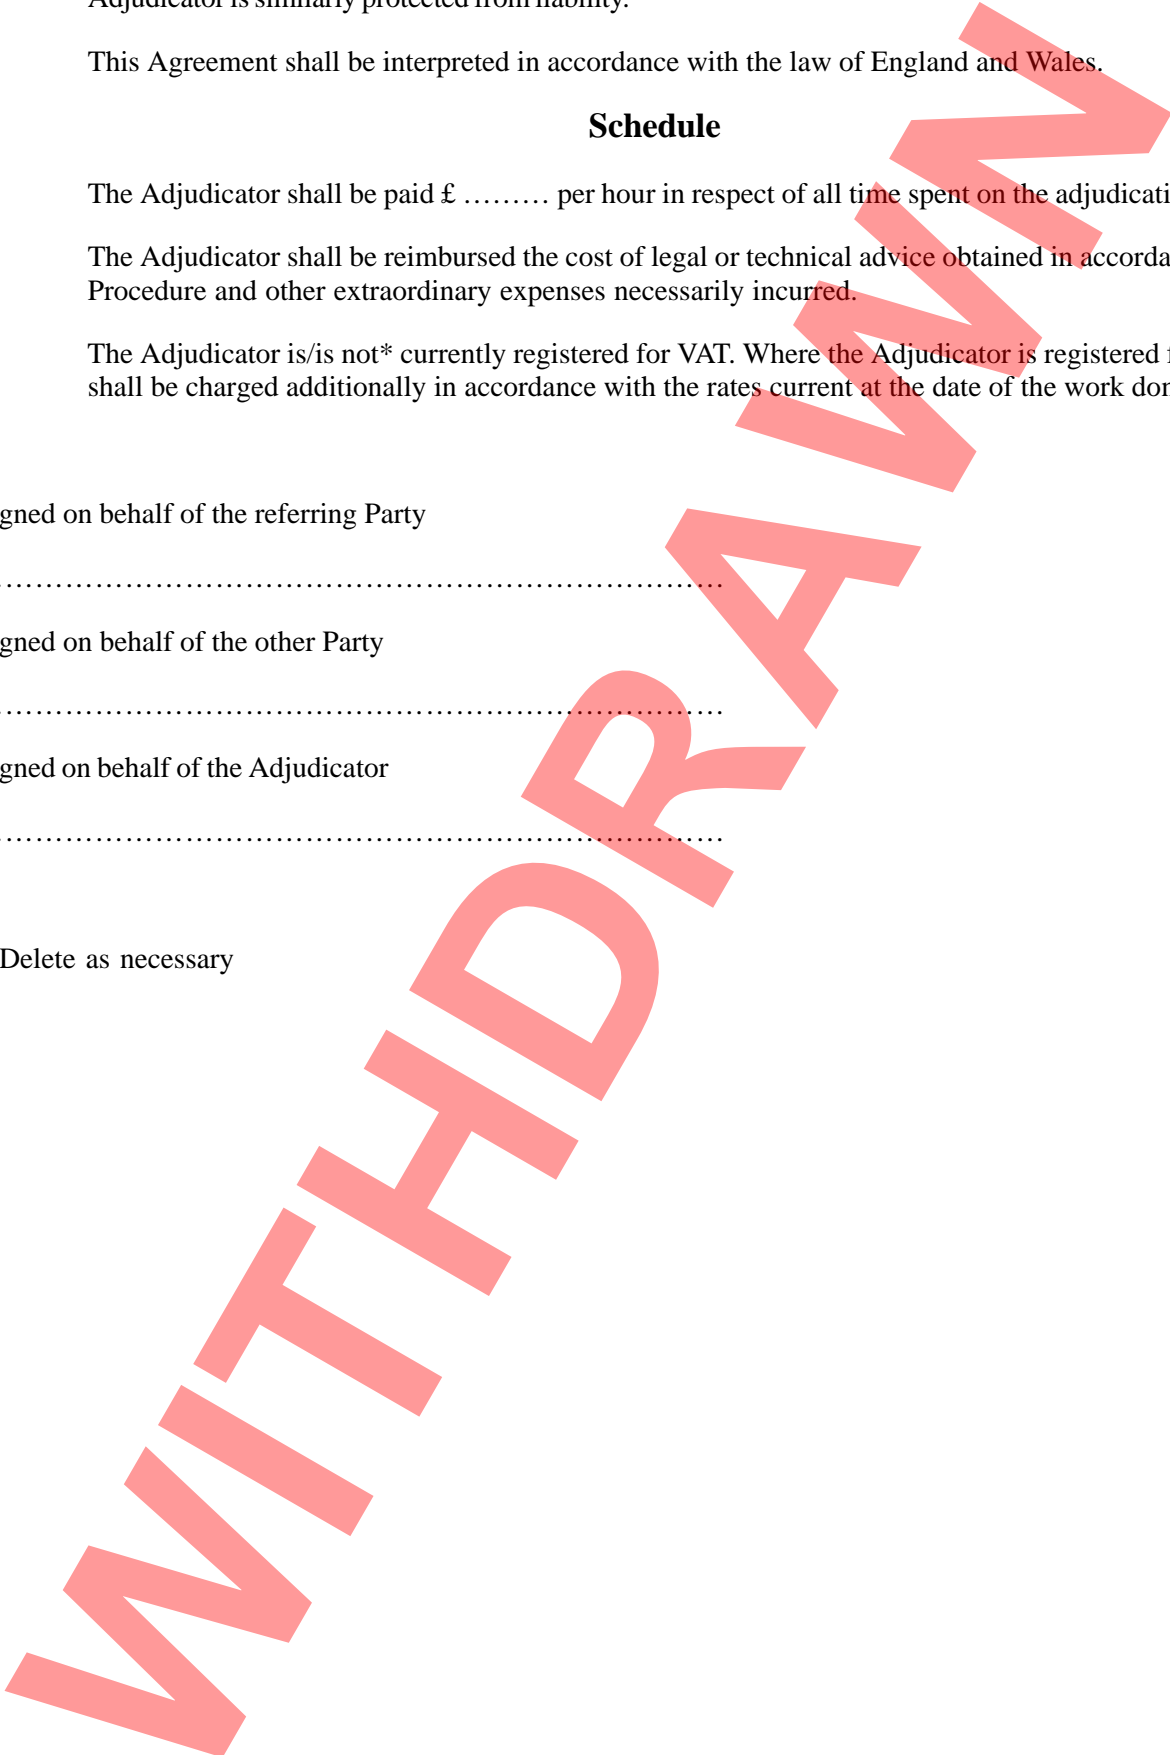 Adjudicator is similarly protected from liability.
This Agreement shall be interpreted in accordance with the law of England and Wales.
Schedule
The Adjudicator shall be paid £ ……… per hour in respect of all time spent on the
The Adjudicator shall be reimbursed the cost of legal or technical advice obtained in
Procedure and other extraordinary expenses necessarily incurred.
The Adjudicator is/is not* currently registered for VAT. Where the Adjudicator is registered
shall be charged additionally in accordance with the rates current at the date of the work
gned on behalf of the referring Party
………………………………………………………………………
gned on behalf of the other Party
………………………………………………………………………
gned on behalf of the Adjudicator
………………………………………………………………………
Delete as necessary
WITHDRAWN